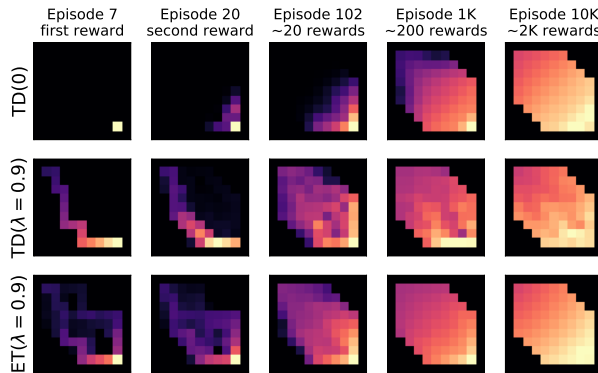 Episode 7
first reward
Episode 20
second reward
Episode 102
~20 rewards
Episode 1K
~200 rewards
Episode 10K
~2K rewards
TD(0)
TD(λ = 0.9)
ET(λ = 0.9)